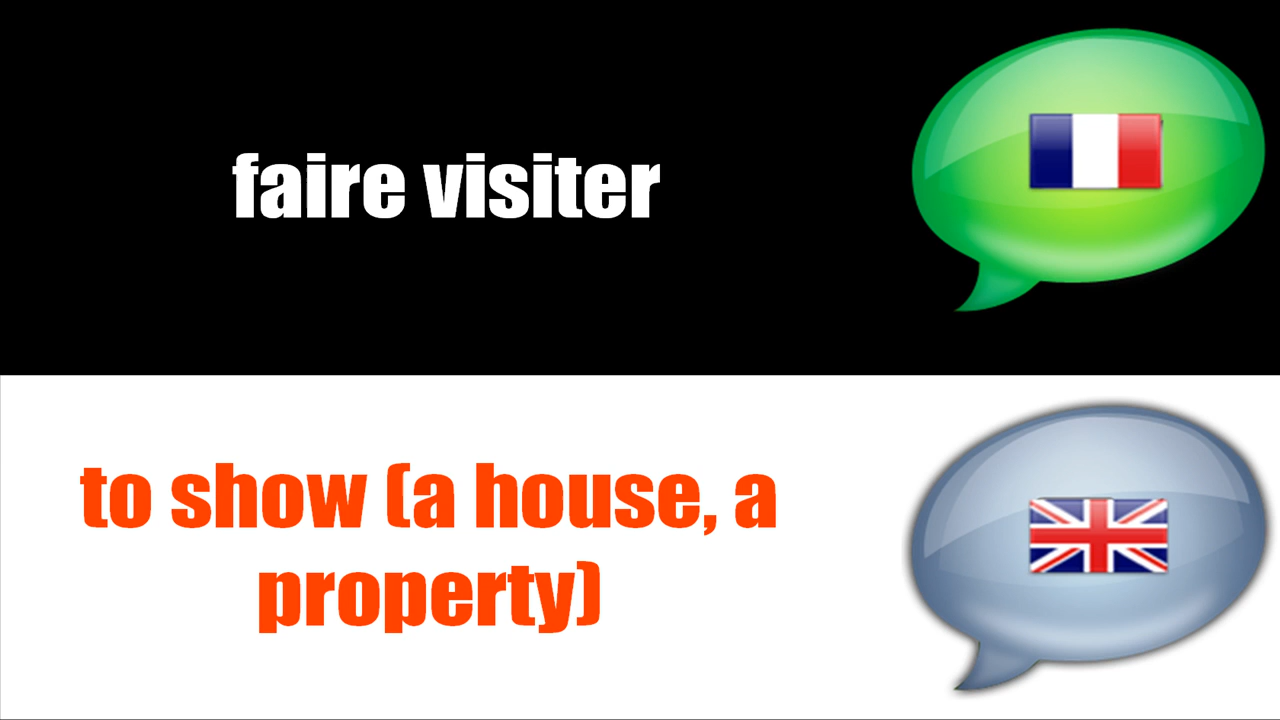 faire visiter
to show (a house, a
property)